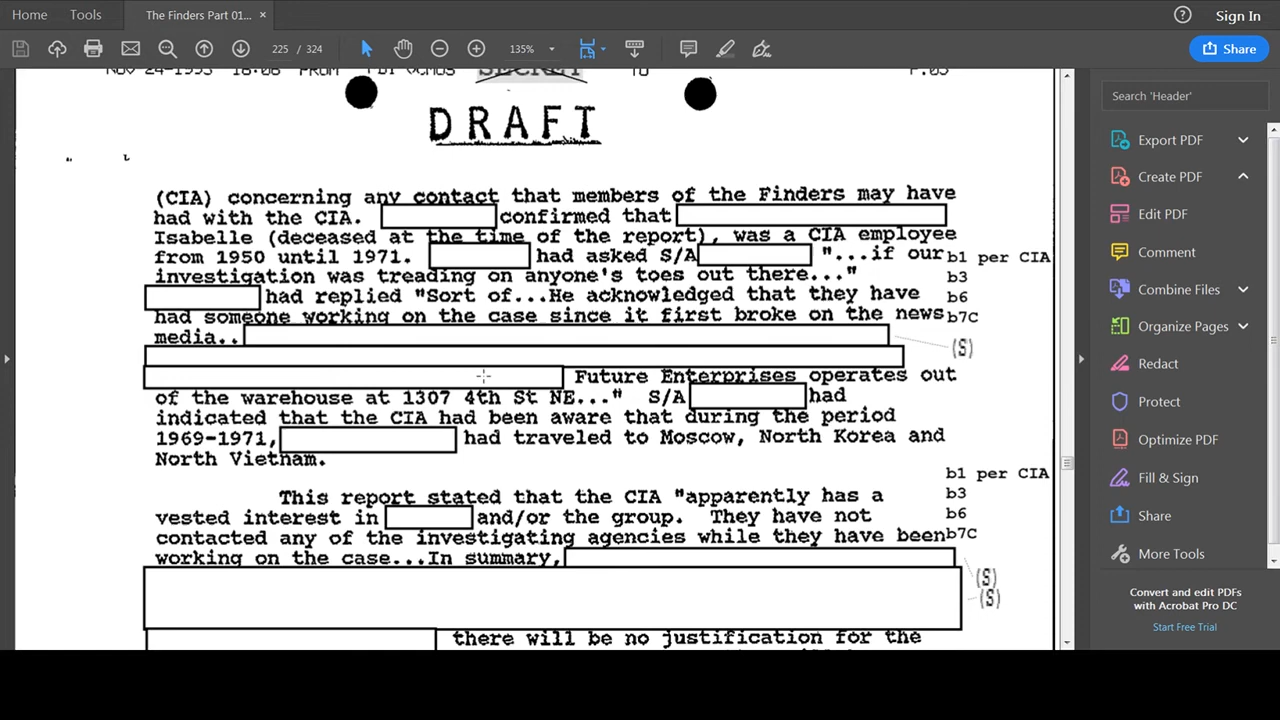 Home
Tools
The Finders Part 01...
×
Sign In
225 / 324
135%
Share
NOV 24-1993 18:06 FROM FBI VCMOS
SECRET
TO
P.03
DRAFT
(CIA) concerning any contact that members of the Finders may have
had with the CIA. confirmed that
Isabelle (deceased at the time of the report), was a CIA employee
from 1950 until 1971. had asked S/A "...if our
investigation was treading on anyone's toes out there..."
had replied "Sort of...He acknowledged that they have
had someone working on the case since it first broke on the news
media..
Future Enterprises operates out
of the warehouse at 1307 4th St NE..." S/A had
indicated that the CIA had been aware that during the period
1969-1971, had traveled to Moscow, North Korea and
North Vietnam.
b1 per CIA
b3
b6
b7C
(S)
This report stated that the CIA "apparently has a
vested interest in and/or the group. They have not
contacted any of the investigating agencies while they have been
working on the case...In summary,
there will be no justification for the
b1 per CIA
b3
b6
b7C
(S)
(S)
Search 'Header'
Export PDF
Create PDF
Edit PDF
Comment
Combine Files
Organize Pages
Redact
Protect
Optimize PDF
Fill & Sign
Share
More Tools
Convert and edit PDFs
with Acrobat Pro DC
Start Free Trial